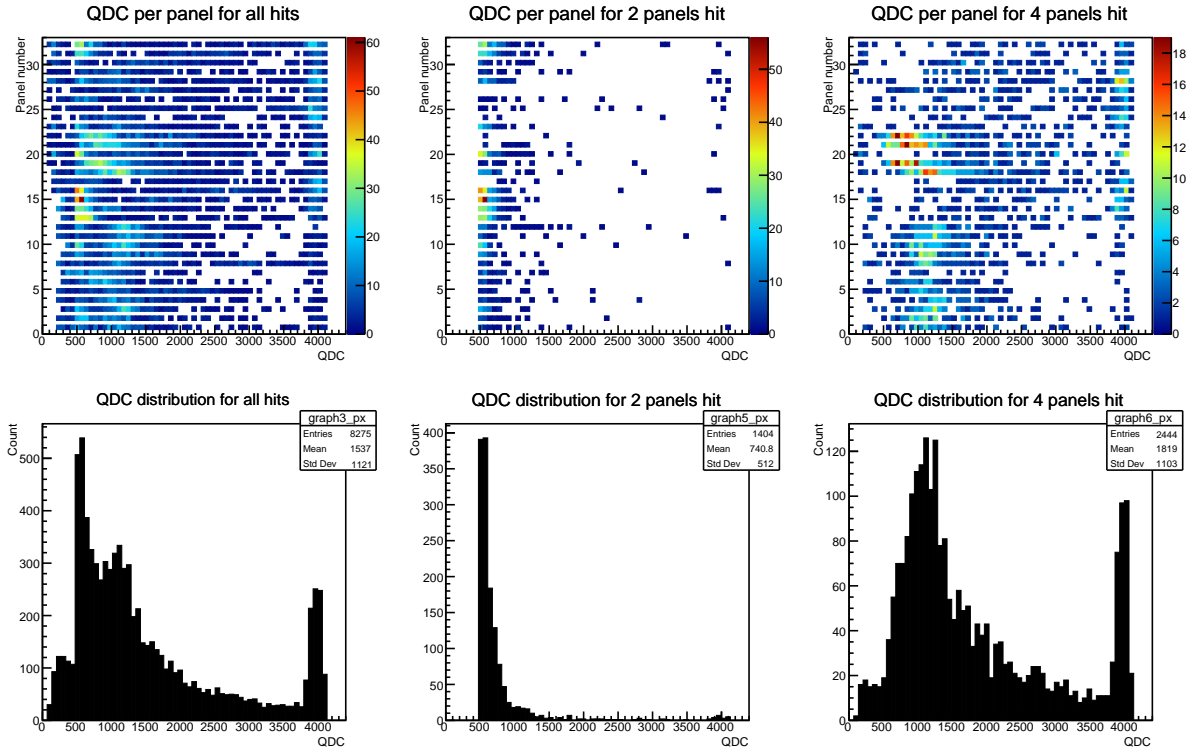 QDC per panel for all hits
Panel number
30
25
20
15
10
5
0
0 500 1000 1500 2000 2500 3000 3500 4000
QDC
60
50
40
30
20
10
0
QDC per panel for 2 panels hit
Panel number
30
25
20
15
10
5
0
0 500 1000 1500 2000 2500 3000 3500 4000
QDC
50
40
30
20
10
0
QDC per panel for 4 panels hit
Panel number
30
25
20
15
10
5
0
0 500 1000 1500 2000 2500 3000 3500 4000
QDC
18
16
14
12
10
8
6
4
2
0
QDC distribution for all hits
graph3_px
Entries 8275
Mean 1537
Std Dev 1121
Count
500
400
300
200
100
0
0 500 1000 1500 2000 2500 3000 3500 4000
QDC
QDC distribution for 2 panels hit
graph5_px
Entries 1404
Mean 740.8
Std Dev 512
Count
400
350
300
250
200
150
100
50
0
0 500 1000 1500 2000 2500 3000 3500 4000
QDC
QDC distribution for 4 panels hit
graph6_px
Entries 2444
Mean 1819
Std Dev 1103
Count
120
100
80
60
40
20
0
0 500 1000 1500 2000 2500 3000 3500 4000
QDC